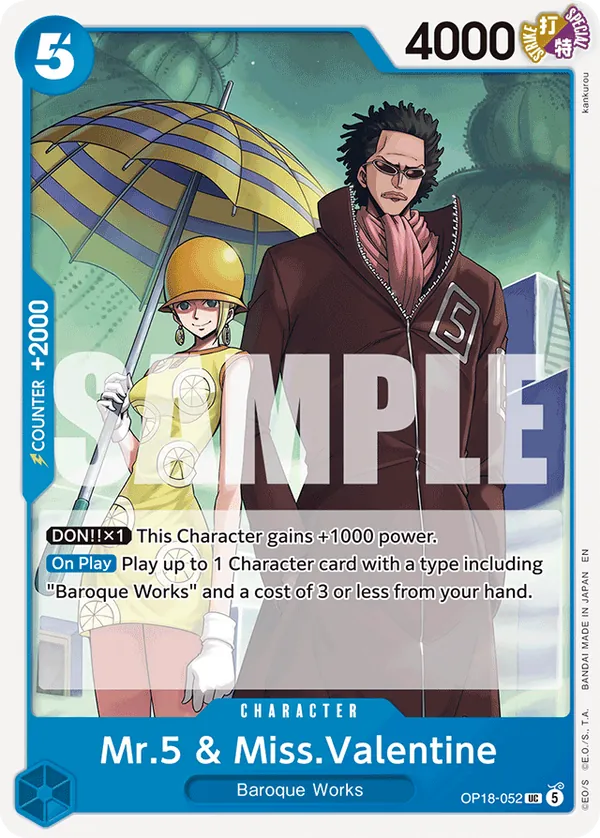 5
4000
STRIKE
打
特
SPECIAL
kankurou
COUNTER +2000
SAMPLE
DON!!×1 This Character gains +1000 power.
On Play Play up to 1 Character card with a type including
"Baroque Works" and a cost of 3 or less from your hand.
5
CHARACTER
Mr.5 & Miss.Valentine
Baroque Works
OP18-052 UC 5
©E.O/S ©E.O./S., T.A. BANDAI MADE IN JAPAN EN